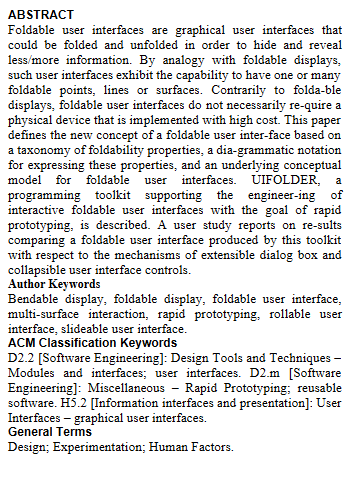 ABSTRACT
Foldable user interfaces are graphical user interfaces that
could be folded and unfolded in order to hide and reveal
less/more information. By analogy with foldable displays,
such user interfaces exhibit the capability to have one or many
foldable points, lines or surfaces. Contrarily to folda-ble
displays, foldable user interfaces do not necessarily re-quire a
physical device that is implemented with high cost. This paper
defines the new concept of a foldable user inter-face based on
a taxonomy of foldability properties, a dia-grammatic notation
for expressing these properties, and an underlying conceptual
model for foldable user interfaces. UIFOLDER, a
programming toolkit supporting the engineer-ing of
interactive foldable user interfaces with the goal of rapid
prototyping, is described. A user study reports on re-sults
comparing a foldable user interface produced by this toolkit
with respect to the mechanisms of extensible dialog box and
collapsible user interface controls.
Author Keywords
Bendable display, foldable display, foldable user interface,
multi-surface interaction, rapid prototyping, rollable user
interface, slideable user interface.
ACM Classification Keywords
D2.2 [Software Engineering]: Design Tools and Techniques –
Modules and interfaces; user interfaces. D2.m [Software
Engineering]: Miscellaneous – Rapid Prototyping; reusable
software. H5.2 [Information interfaces and presentation]: User
Interfaces – graphical user interfaces.
General Terms
Design; Experimentation; Human Factors.